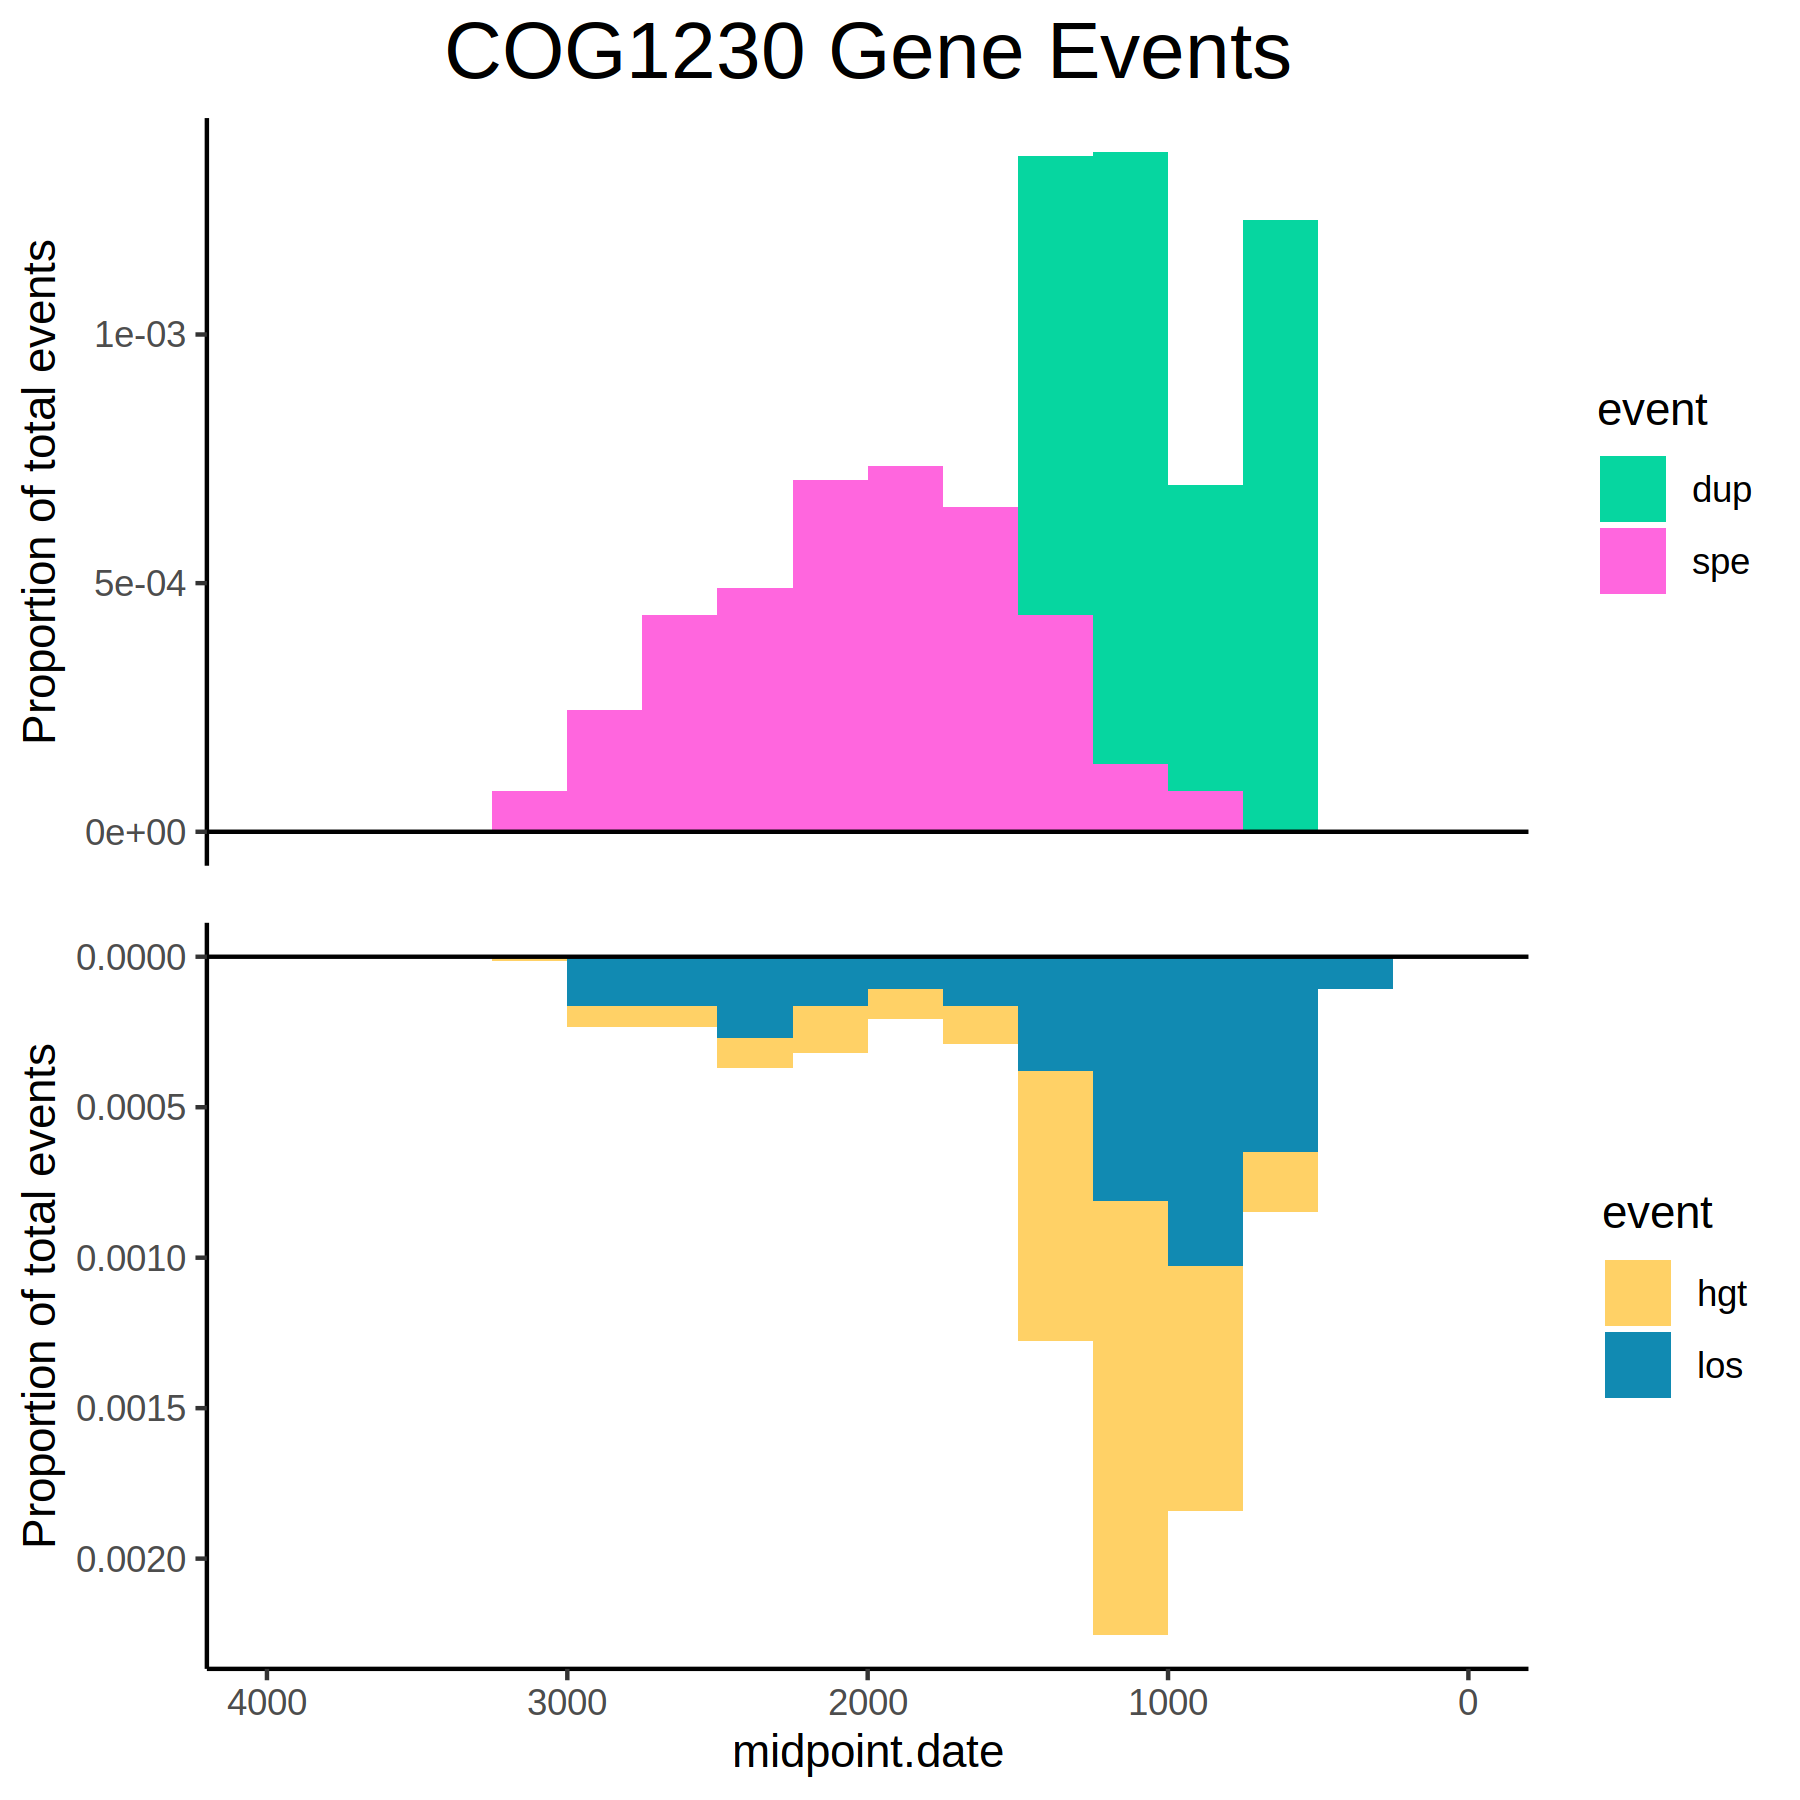 COG1230 Gene Events
Proportion of total events
1e-03
5e-04
0e+00
event
dup
spe
Proportion of total events
0.0000
0.0005
0.0010
0.0015
0.0020
event
hgt
los
4000 3000 2000 1000 0
midpoint.date